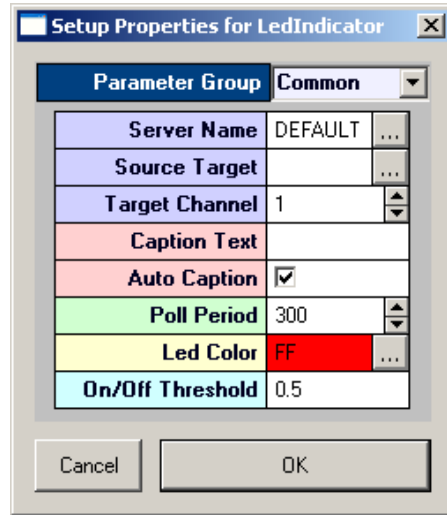 Setup Properties for LedIndicator
Parameter Group Common
Server Name DEFAULT ...
Source Target ...
Target Channel 1
Caption Text
Auto Caption
Poll Period 300
Led Color FF ...
On/Off Threshold 0.5
Cancel OK